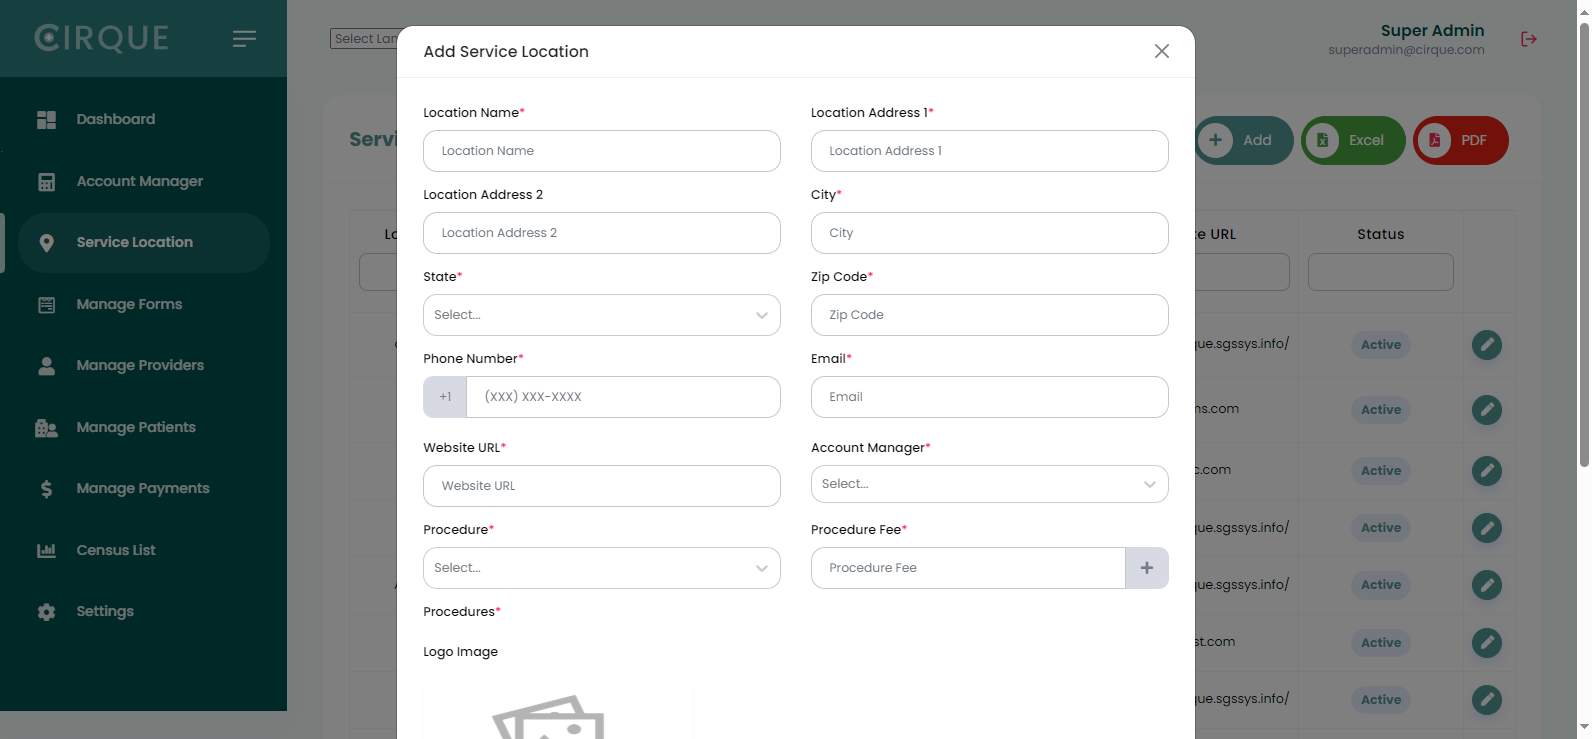 CIRQUE
Select Lan
Super Admin
superadmin@cirque.com
Dashboard
Account Manager
Service Location
Manage Forms
Manage Providers
Manage Patients
Manage Payments
Census List
Settings
Servi
Add
Excel
PDF
Lo
te URL
Status
que.sgssys.info/
Active
ns.com
Active
c.com
Active
que.sgssys.info/
Active
que.sgssys.info/
Active
st.com
Active
que.sgssys.info/
Active
Add Service Location
Location Name*
Location Address 1*
Location Name
Location Address 1
Location Address 2
City*
Location Address 2
City
State*
Zip Code*
Select...
Zip Code
Phone Number*
Email*
+1
(XXX) XXX-XXXX
Email
Website URL*
Account Manager*
Website URL
Select...
Procedure*
Procedure Fee*
Select...
Procedure Fee
Procedures*
Logo Image